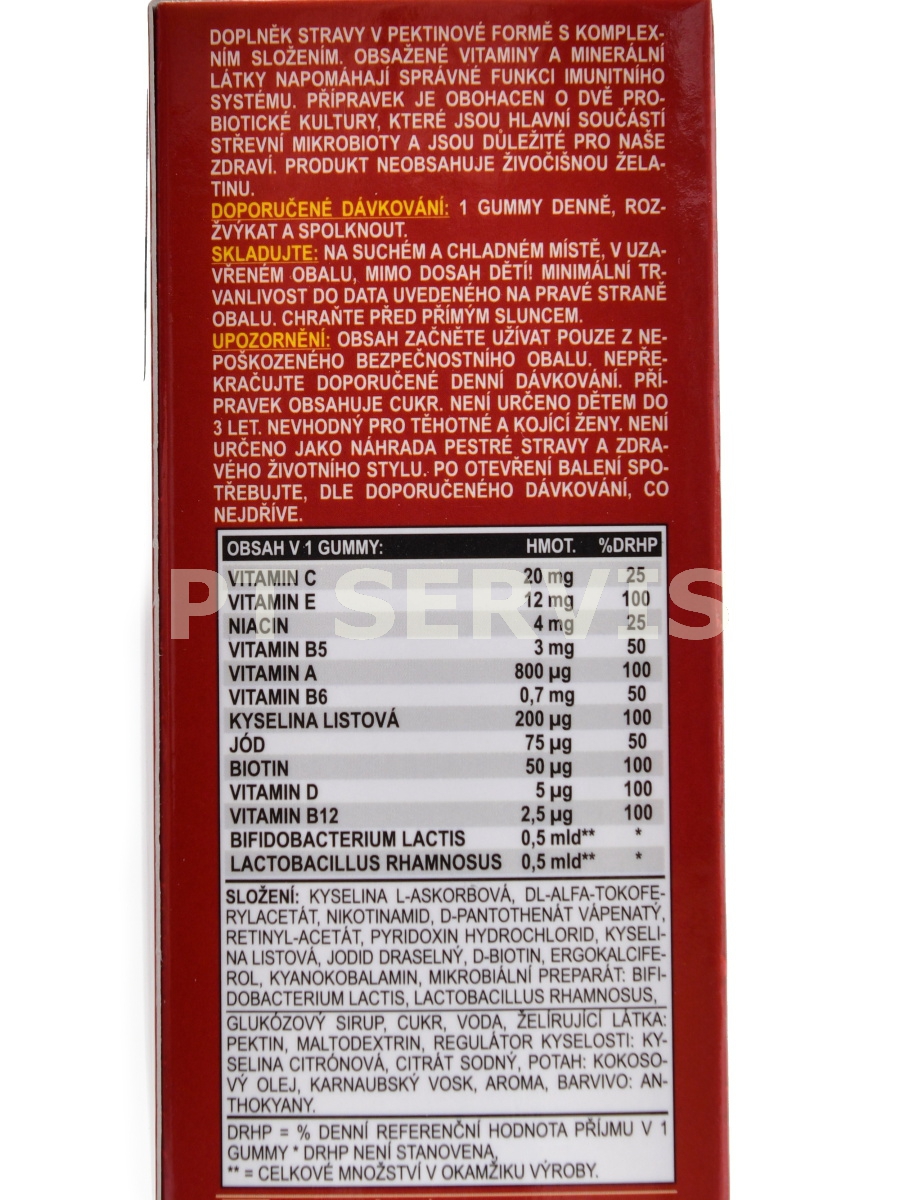 DOPLNĚK STRAVY V PEKTINOVÉ FORMĚ S KOMPLEX-
NÍM SLOŽENÍM. OBSAŽENÉ VITAMINY A MINERÁLNÍ
LÁTKY NAPOMÁHAJÍ SPRÁVNÉ FUNKCI IMUNITNÍHO
SYSTÉMU. PŘÍPRAVEK JE OBOHACEN O DVĚ PRO-
BIOTICKÉ KULTURY, KTERÉ JSOU HLAVNÍ SOUČÁSTÍ
STŘEVNÍ MIKROBIOTY A JSOU DŮLEŽITÉ PRO NAŠE
ZDRAVÍ. PRODUKT NEOBSAHUJE ŽIVOČIŠNOU ŽELA-
TINU.
DOPORUČENÉ DÁVKOVÁNÍ: 1 GUMMY DENNĚ, ROZ-
ŽVÝKAT A SPOLKNOUT.
SKLADUJTE: NA SUCHÉM A CHLADNÉM MÍSTĚ, V UZA-
VŘENÉM OBALU, MIMO DOSAH DĚTÍ! MINIMÁLNÍ TR-
VANLIVOST DO DATA UVEDENÉHO NA PRAVÉ STRANĚ
OBALU. CHRAŇTE PŘED PŘÍMÝM SLUNCEM.
UPOZORNĚNÍ: OBSAH ZAČNĚTE UŽÍVAT POUZE Z NE-
POŠKOZENÉHO BEZPEČNOSTNÍHO OBALU. NEPŘE-
KRAČUJTE DOPORUČENÉ DENNÍ DÁVKOVÁNÍ. PŘÍ-
PRAVEK OBSAHUJE CUKR. NENÍ URČENO DĚTEM DO
3 LET. NEVHODNÝ PRO TĚHOTNÉ A KOJÍCÍ ŽENY. NENÍ
URČENO JAKO NÁHRADA PESTRÉ STRAVY A ZDRA-
VÉHO ŽIVOTNÍHO STYLU. PO OTEVŘENÍ BALENÍ SPO-
TŘEBUJTE, DLE DOPORUČENÉHO DÁVKOVÁNÍ, CO
NEJDŘÍVE.
OBSAH V 1 GUMMY: HMOT. %DRHP
VITAMIN C 20 mg 25
VITAMIN E 12 mg 100
PI SERVIS
NIACIN 4 mg 25
VITAMIN B5 3 mg 50
VITAMIN A 800 µg 100
VITAMIN B6 0,7 mg 50
KYSELINA LISTOVÁ 200 µg 100
JÓD 75 µg 50
BIOTIN 50 µg 100
VITAMIN D 5 µg 100
VITAMIN B12 2,5 µg 100
BIFIDOBACTERIUM LACTIS 0,5 mld** *
LACTOBACILLUS RHAMNOSUS 0,5 mld** *
SLOŽENÍ: KYSELINA L-ASKORBOVÁ, DL-ALFA-TOKOFE-
RYLACETÁT, NIKOTINAMID, D-PANTOTHENÁT VÁPENATÝ,
RETINYL-ACETÁT, PYRIDOXIN HYDROCHLORID, KYSELI-
NA LISTOVÁ, JODID DRASELNÝ, D-BIOTIN, ERGOKALCIFE-
ROL, KYANOKOBALAMIN, MIKROBIÁLNÍ PREPARÁT: BIFI-
DOBACTERIUM LACTIS, LACTOBACILLUS RHAMNOSUS,
GLUKÓZOVÝ SIRUP, CUKR, VODA, ŽELÍRUJÍCÍ LÁTKA:
PEKTIN, MALTODEXTRIN, REGULÁTOR KYSELOSTI: KY-
SELINA CITRÓNOVÁ, CITRÁT SODNÝ, POTAH: KOKOSO-
VÝ OLEJ, KARNAUBSKÝ VOSK, AROMA, BARVIVO: AN-
THOKYANY.
DRHP = % DENNÍ REFERENČNÍ HODNOTA PŘÍJMU V 1
GUMMY * DRHP NENÍ STANOVENA,
** = CELKOVÉ MNOŽSTVÍ V OKAMŽIKU VÝROBY.